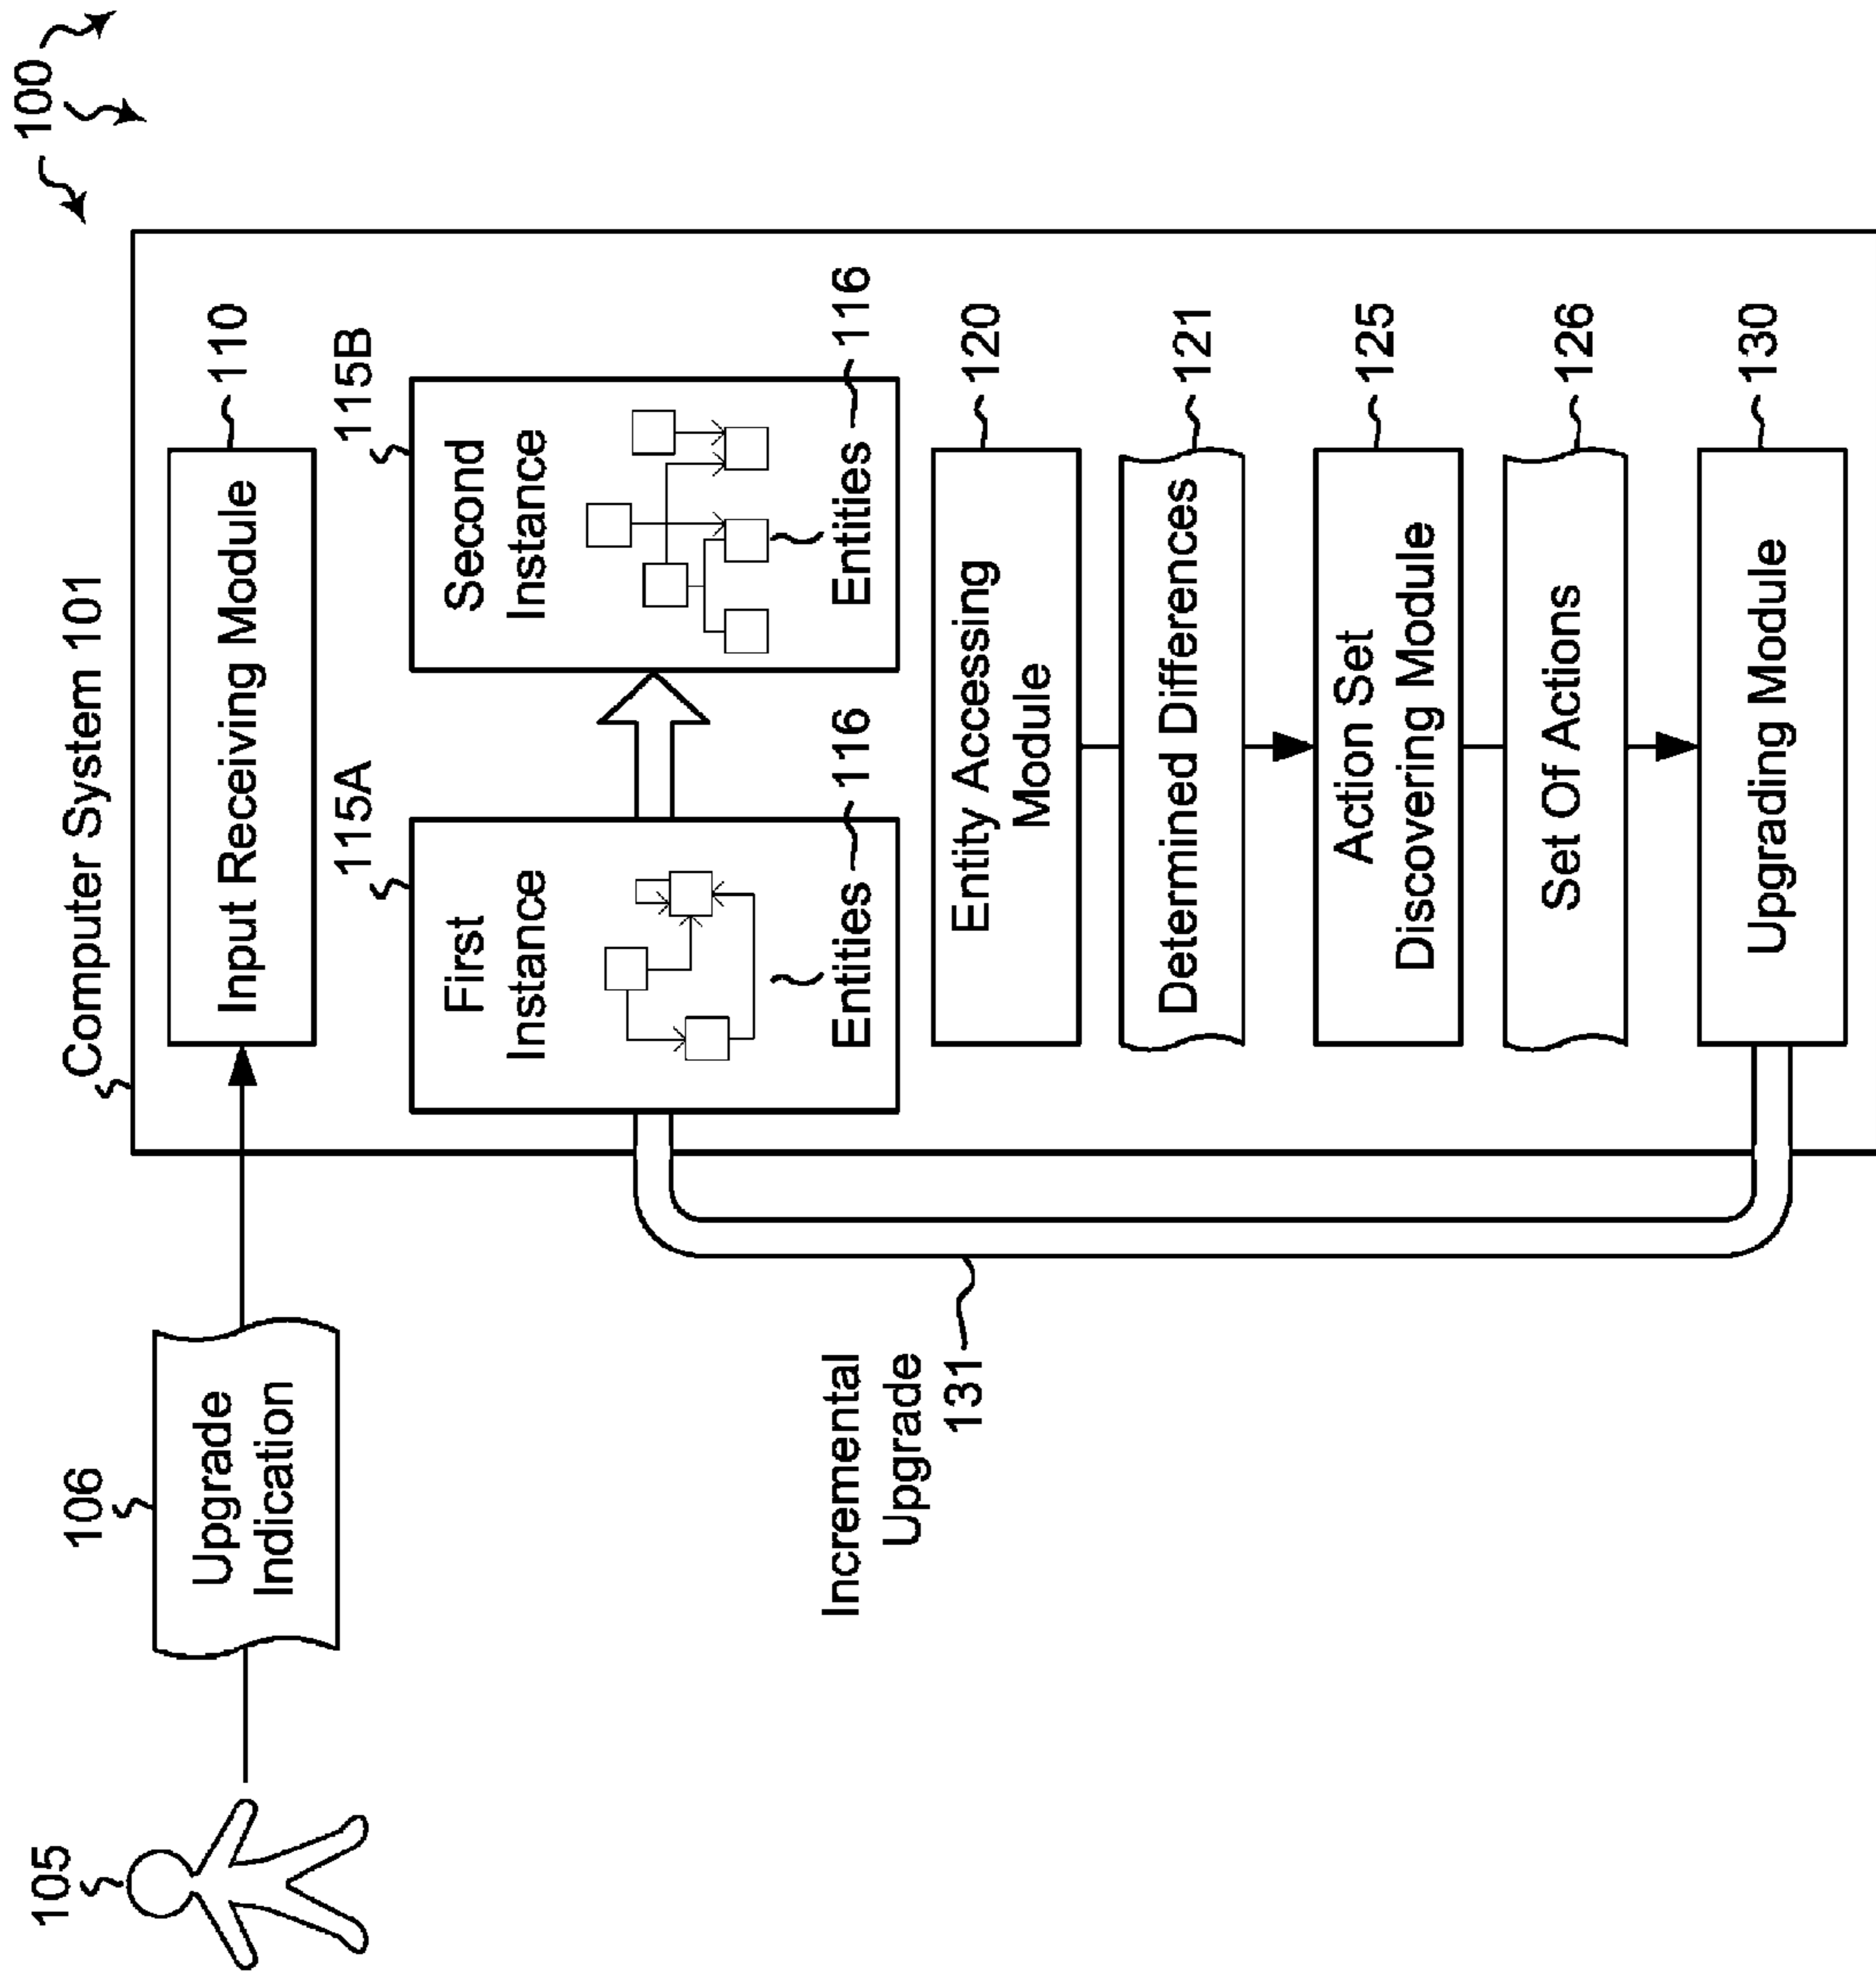 100
105
106
Upgrade
Indication
Computer System 101
Input Receiving Module
110
115A
First
Instance
Entities
116
115B
Second
Instance
Entities
116
Entity Accessing
Module
120
Determined Differences
121
Action Set
Discovering Module
125
Set Of Actions
126
Upgrading Module
130
Incremental
Upgrade
131